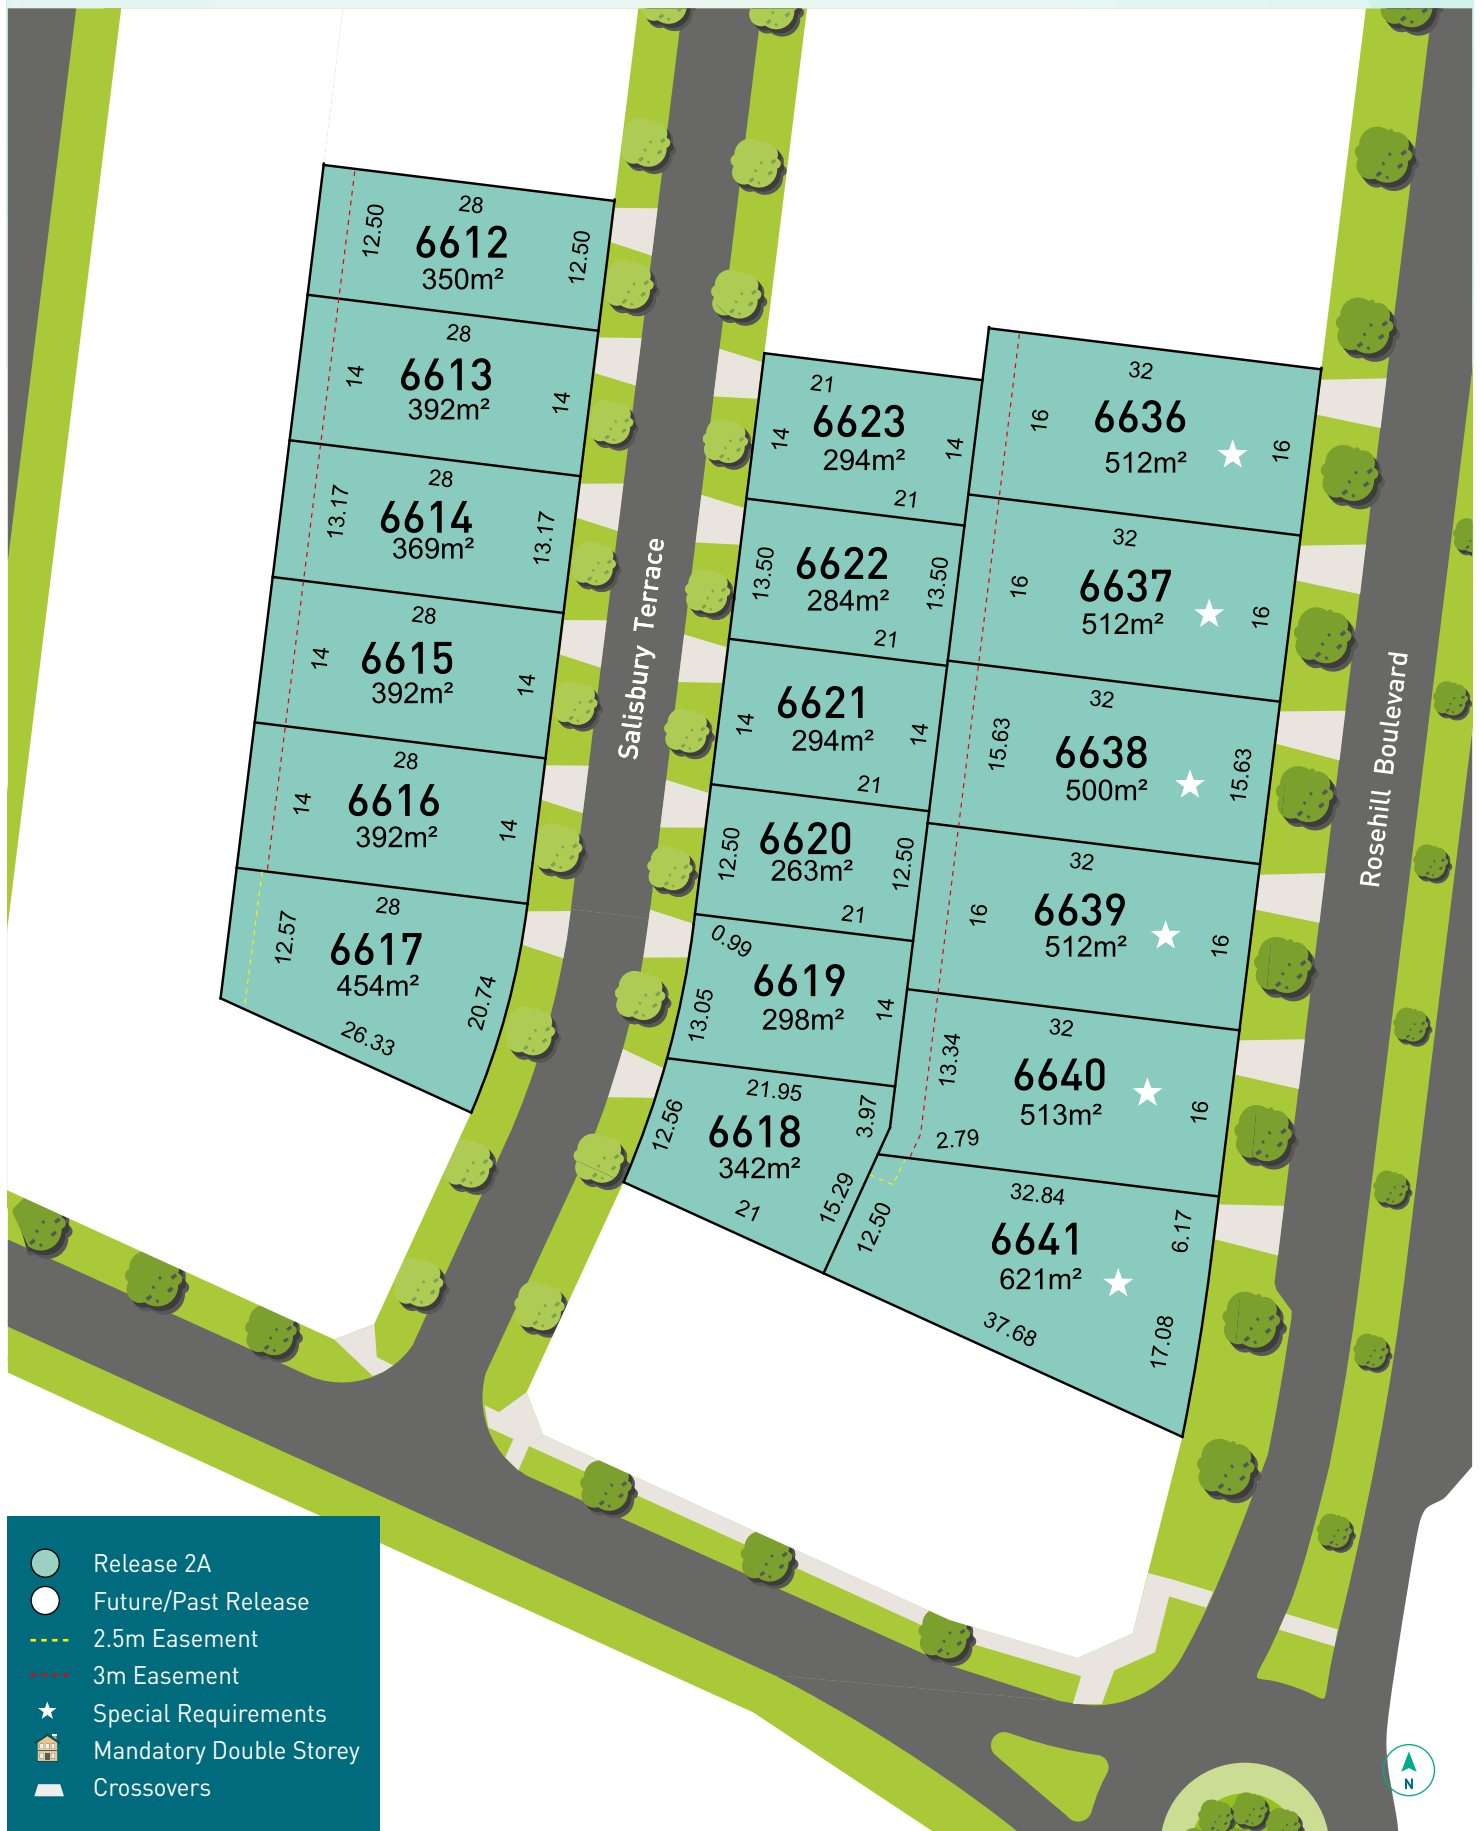 28
12.50
6612
12.50
350m²
28
14
6613
14
392m²
28
13.17
6614
13.17
369m²
28
14
6615
14
392m²
28
14
6616
14
392m²
28
12.57
6617
454m²
20.74
26.33
Salisbury Terrace
21
14
6623
14
294m²
21
13.50
6622
13.50
284m²
21
14
6621
14
294m²
21
12.50
6620
12.50
263m²
21
0.99
6619
13.05
14
298m²
21.95
12.56
6618
3.97
342m²
15.29
21
32
16
6636
16
512m²
32
16
6637
16
512m²
32
15.63
6638
15.63
500m²
32
16
6639
16
512m²
32
13.34
6640
16
513m²
2.79
32.84
12.50
6641
6.17
621m²
37.68
17.08
Rosehill Boulevard
Release 2A
Future/Past Release
2.5m Easement
3m Easement
Special Requirements
Mandatory Double Storey
Crossovers
N